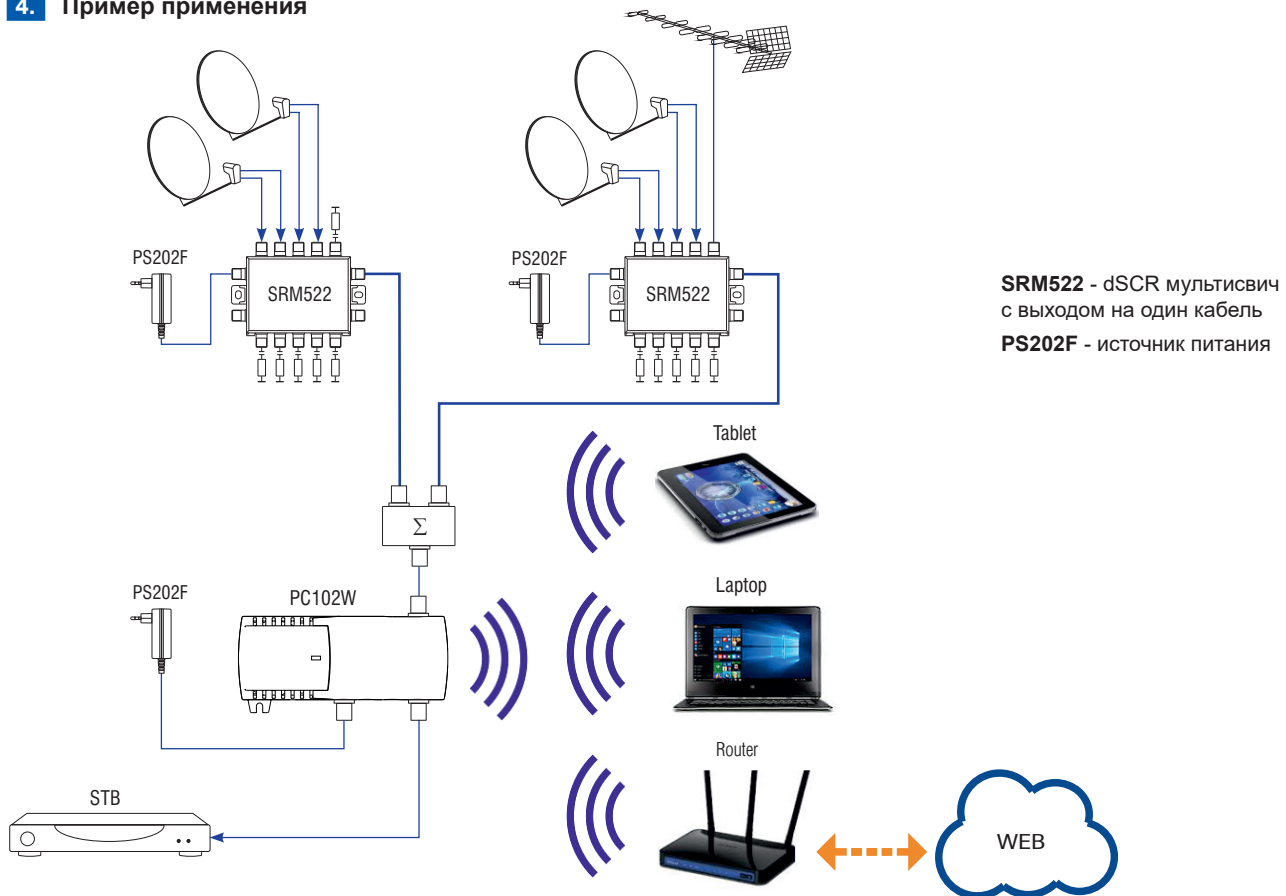 4. Пример применения
PS202F
SRM522
PS202F
SRM522
SRM522 - dSCR мультисвич
с выходом на один кабель
PS202F - источник питания
Tablet
Σ
PS202F
PC102W
Laptop
Router
STB
WEB